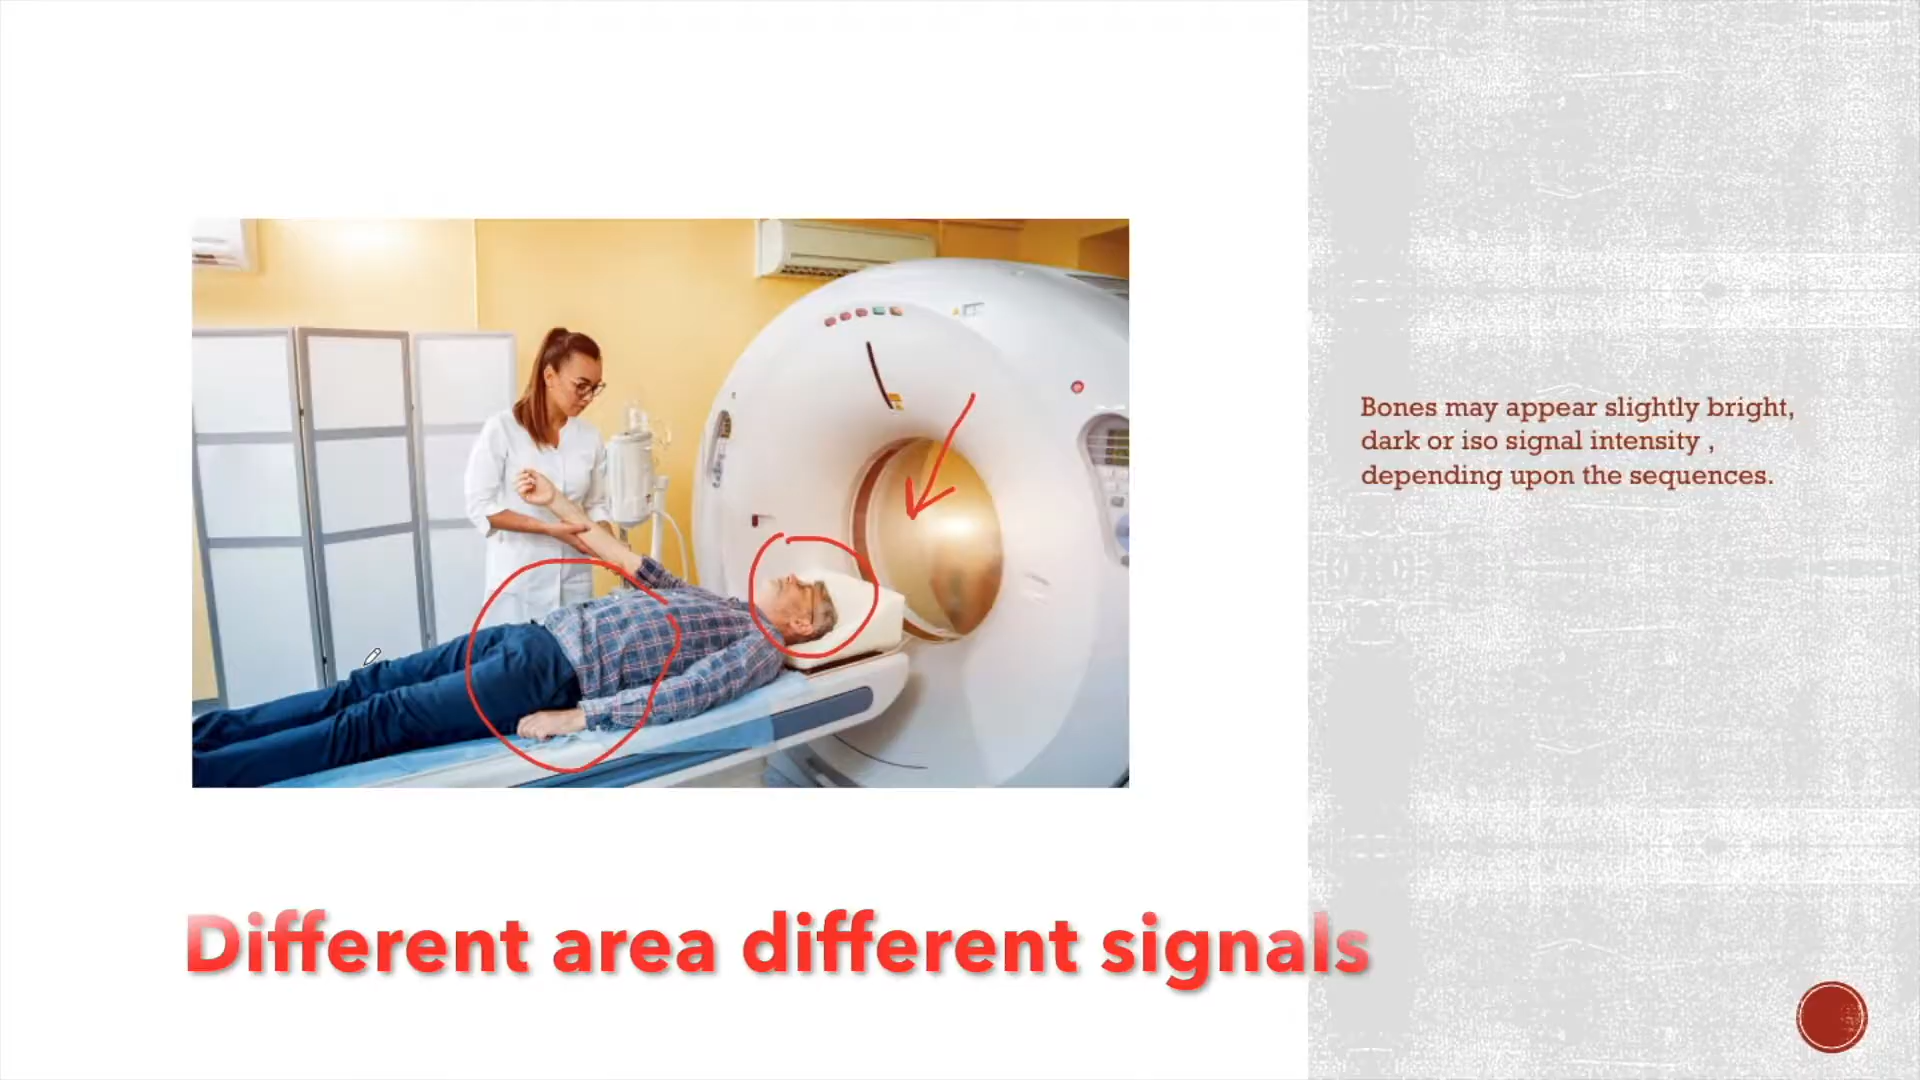 Bones may appear slightly bright,
dark or iso signal intensity ,
depending upon the sequences.
Different area different signals